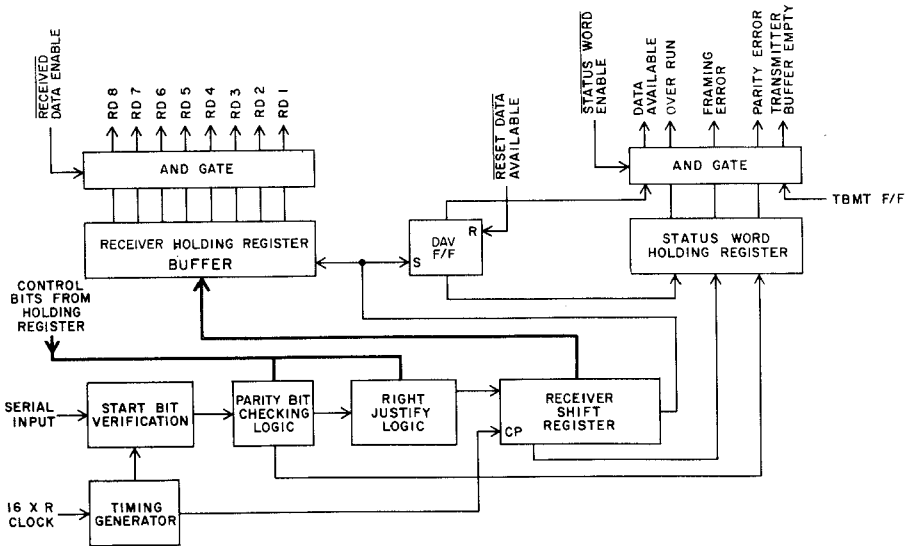 RECEIVED
DATA ENABLE
RD 8
RD 7
RD 6
RD 5
RD 4
RD 3
RD 2
RD 1
AND GATE
RECEIVER HOLDING REGISTER
BUFFER
RESET DATA
AVAILABLE
STATUS WORD
ENABLE
DATA
AVAILABLE
OVER RUN
FRAMING
ERROR
PARITY ERROR
TRANSMITTER
BUFFER EMPTY
AND GATE
TBMT F/F
R
DAV
F/F
S
STATUS WORD
HOLDING REGISTER
CONTROL
BITS FROM
HOLDING
REGISTER
SERIAL
INPUT
START BIT
VERIFICATION
PARITY BIT
CHECKING
LOGIC
RIGHT
JUSTIFY
LOGIC
RECEIVER
SHIFT
REGISTER
CP
16 X R
CLOCK
TIMING
GENERATOR